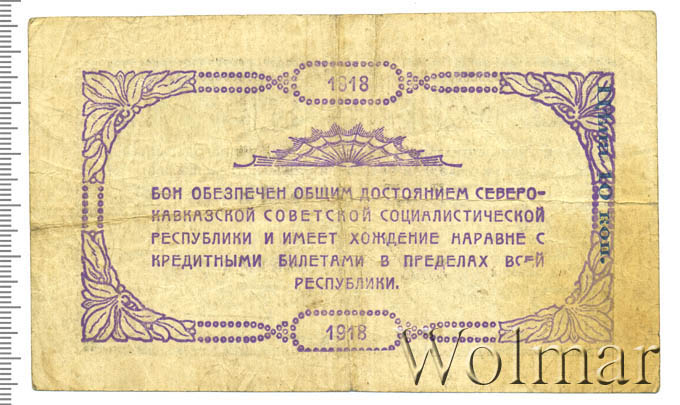 1918
БОН ОБЕЗПЕЧЕН ОБЩИМ ДОСТОЯНИЕМ СЕВЕРО-
КАВКАЗСКОЙ СОВЕТСКОЙ СОЦИАЛИСТИЧЕСКОЙ
РЕСПУБЛИКИ И ИМЕЕТ ХОЖДЕНИЕ НАРАВНЕ С
КРЕДИТНЫМИ БИЛЕТАМИ В ПРЕДЕЛАХ ВСЕЙ
РЕСПУБЛИКИ.
1918
коп.
Wolmar